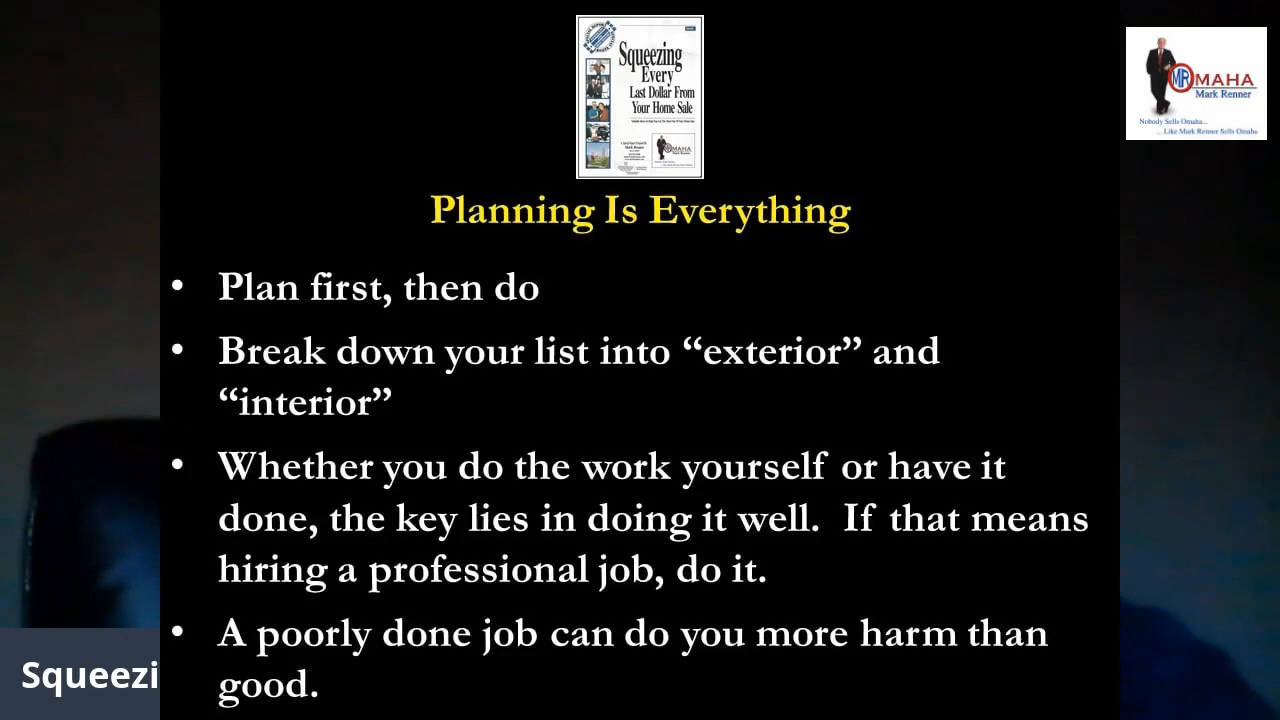 Squeezing
Every
Last Dollar From
Your Home Sale
MAHA
MR OMAHA
Mark Renner
Nobody Sells Omaha...
... Like Mark Renner Sells Omaha
Planning Is Everything
• Plan first, then do
• Break down your list into “exterior” and
“interior”
• Whether you do the work yourself or have it
done, the key lies in doing it well. If that means
hiring a professional job, do it.
• A poorly done job can do you more harm than
good.
Squeezi